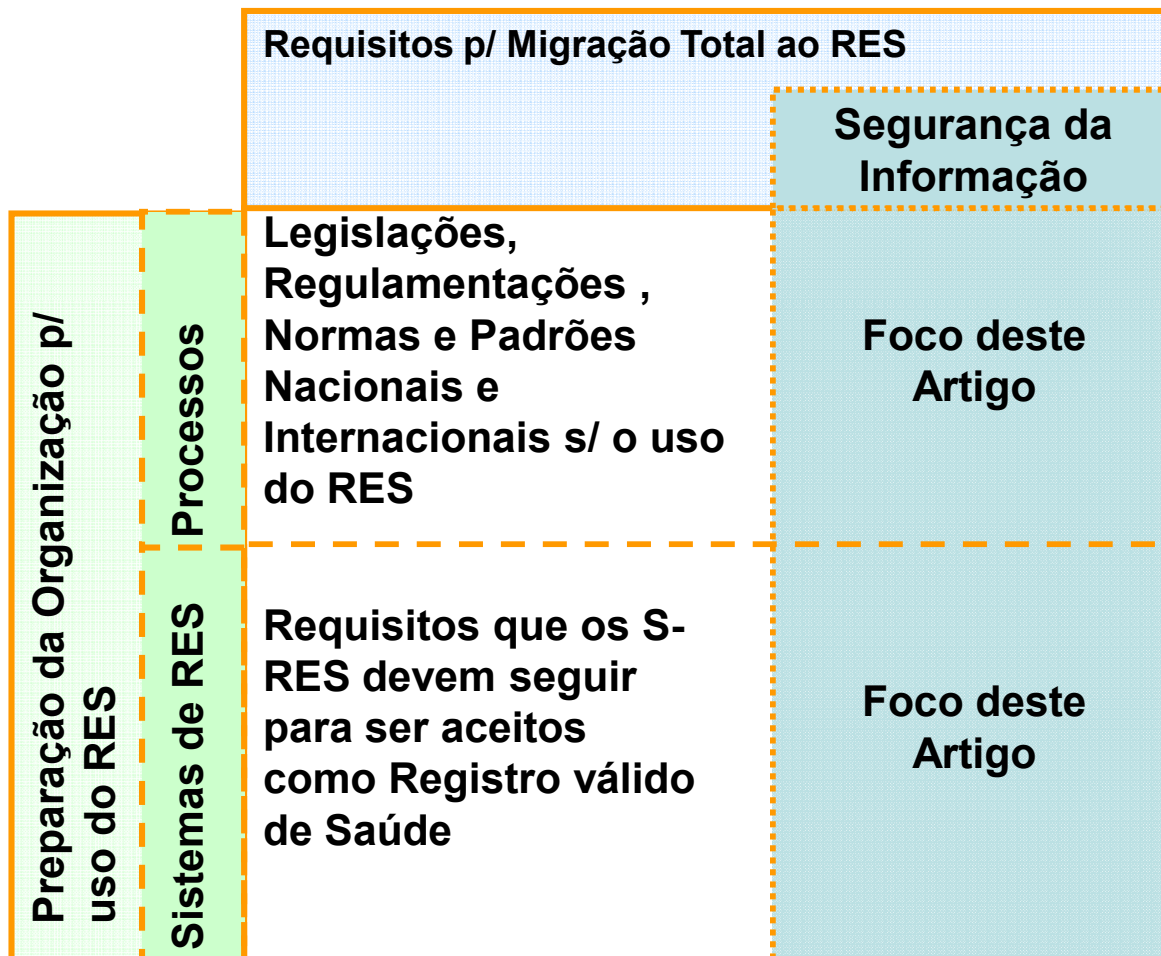 Requisitos p/ Migração Total ao RES
Segurança da
Informação
Preparação da Organização p/
uso do RES
Processos
Legislações,
Regulamentações ,
Normas e Padrões
Nacionais e
Internacionais s/ o uso
do RES
Foco deste
Artigo
Sistemas de RES
Requisitos que os S-
RES devem seguir
para ser aceitos
como Registro válido
de Saúde
Foco deste
Artigo